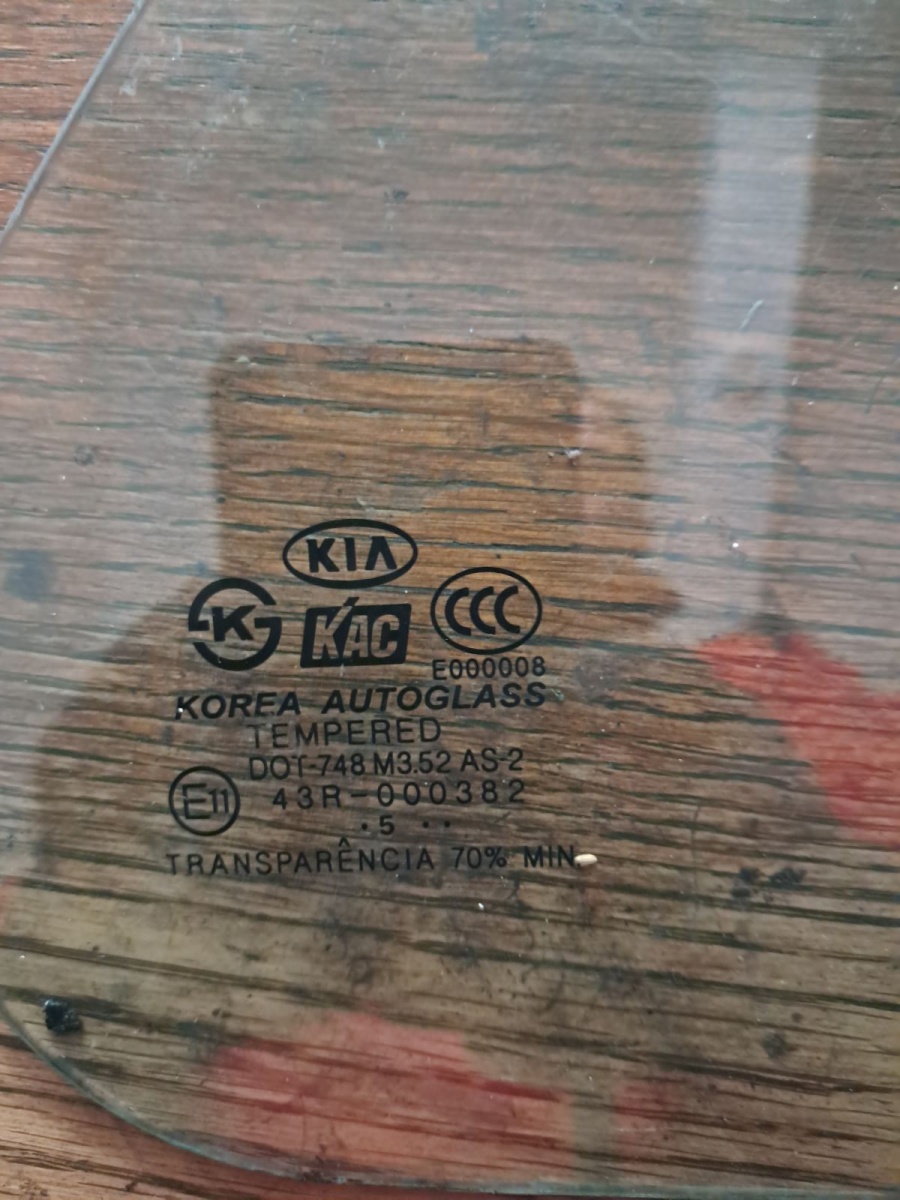 KIA
K
KAC
CCC
E000008
KOREA AUTOGLASS
TEMPERED
DOT-748 M3.52 AS-2
E11 43R-000382
·5 ··
TRANSPARÊNCIA 70% MIN.